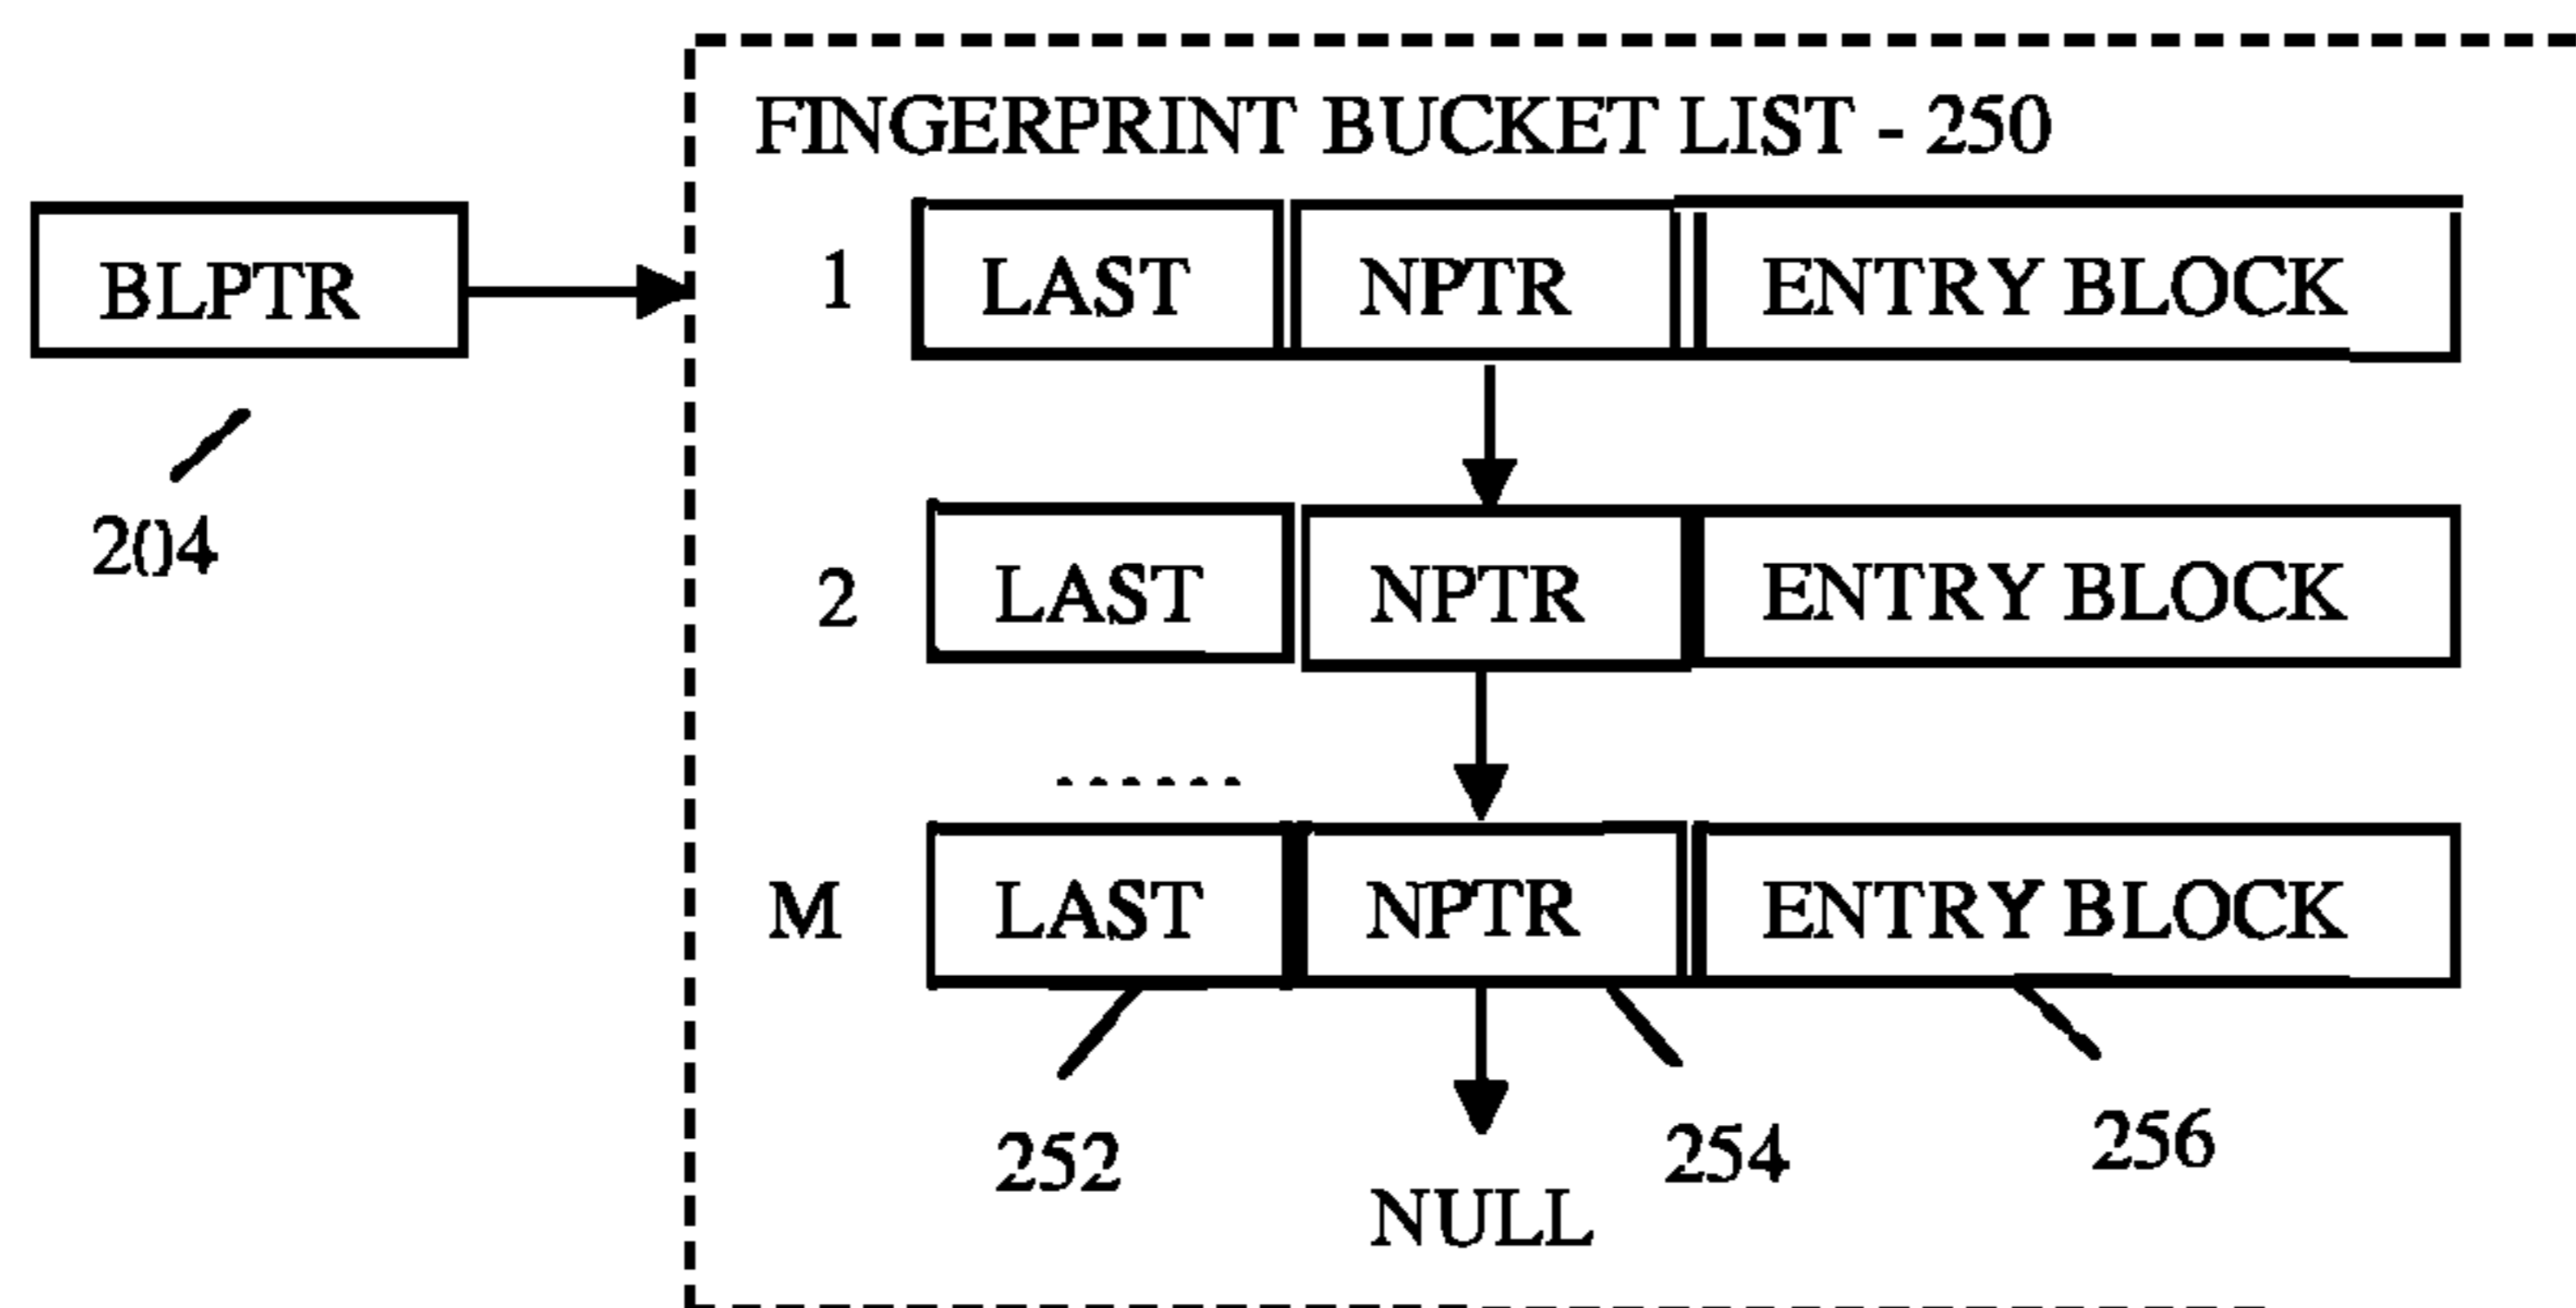 FINGERPRINT BUCKET LIST - 250
BLPTR
204
1 LAST NPTR ENTRY BLOCK
2 LAST NPTR ENTRY BLOCK
......
M LAST NPTR ENTRY BLOCK
252 254 256
NULL